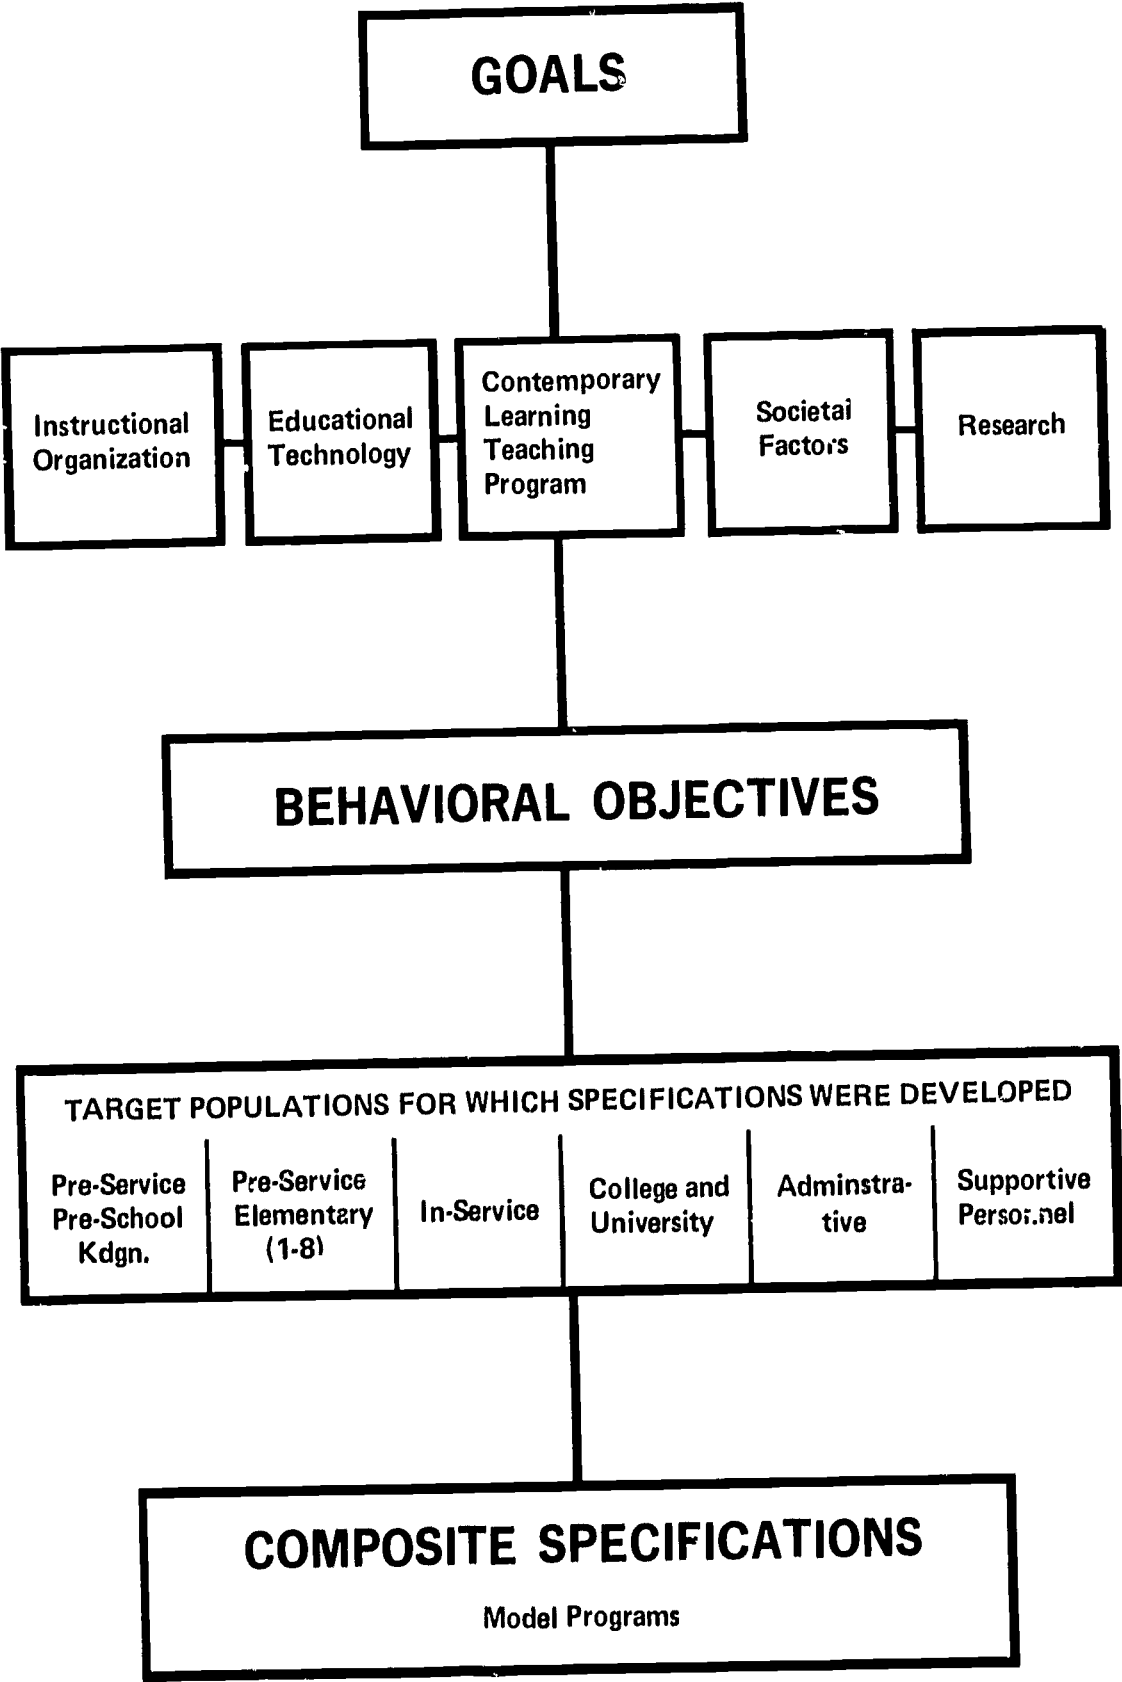 GOALS
Instructional
Organization
Educational
Technology
Contemporary
Learning
Teaching
Program
Societal
Factors
Research
BEHAVIORAL OBJECTIVES
TARGET POPULATIONS FOR WHICH SPECIFICATIONS WERE DEVELOPED
Pre-Service
Pre-School
Kdgn.
Pre-Service
Elementary
(1-8)
In-Service
College and
University
Adminstra-
tive
Supportive
Personnel
COMPOSITE SPECIFICATIONS
Model Programs